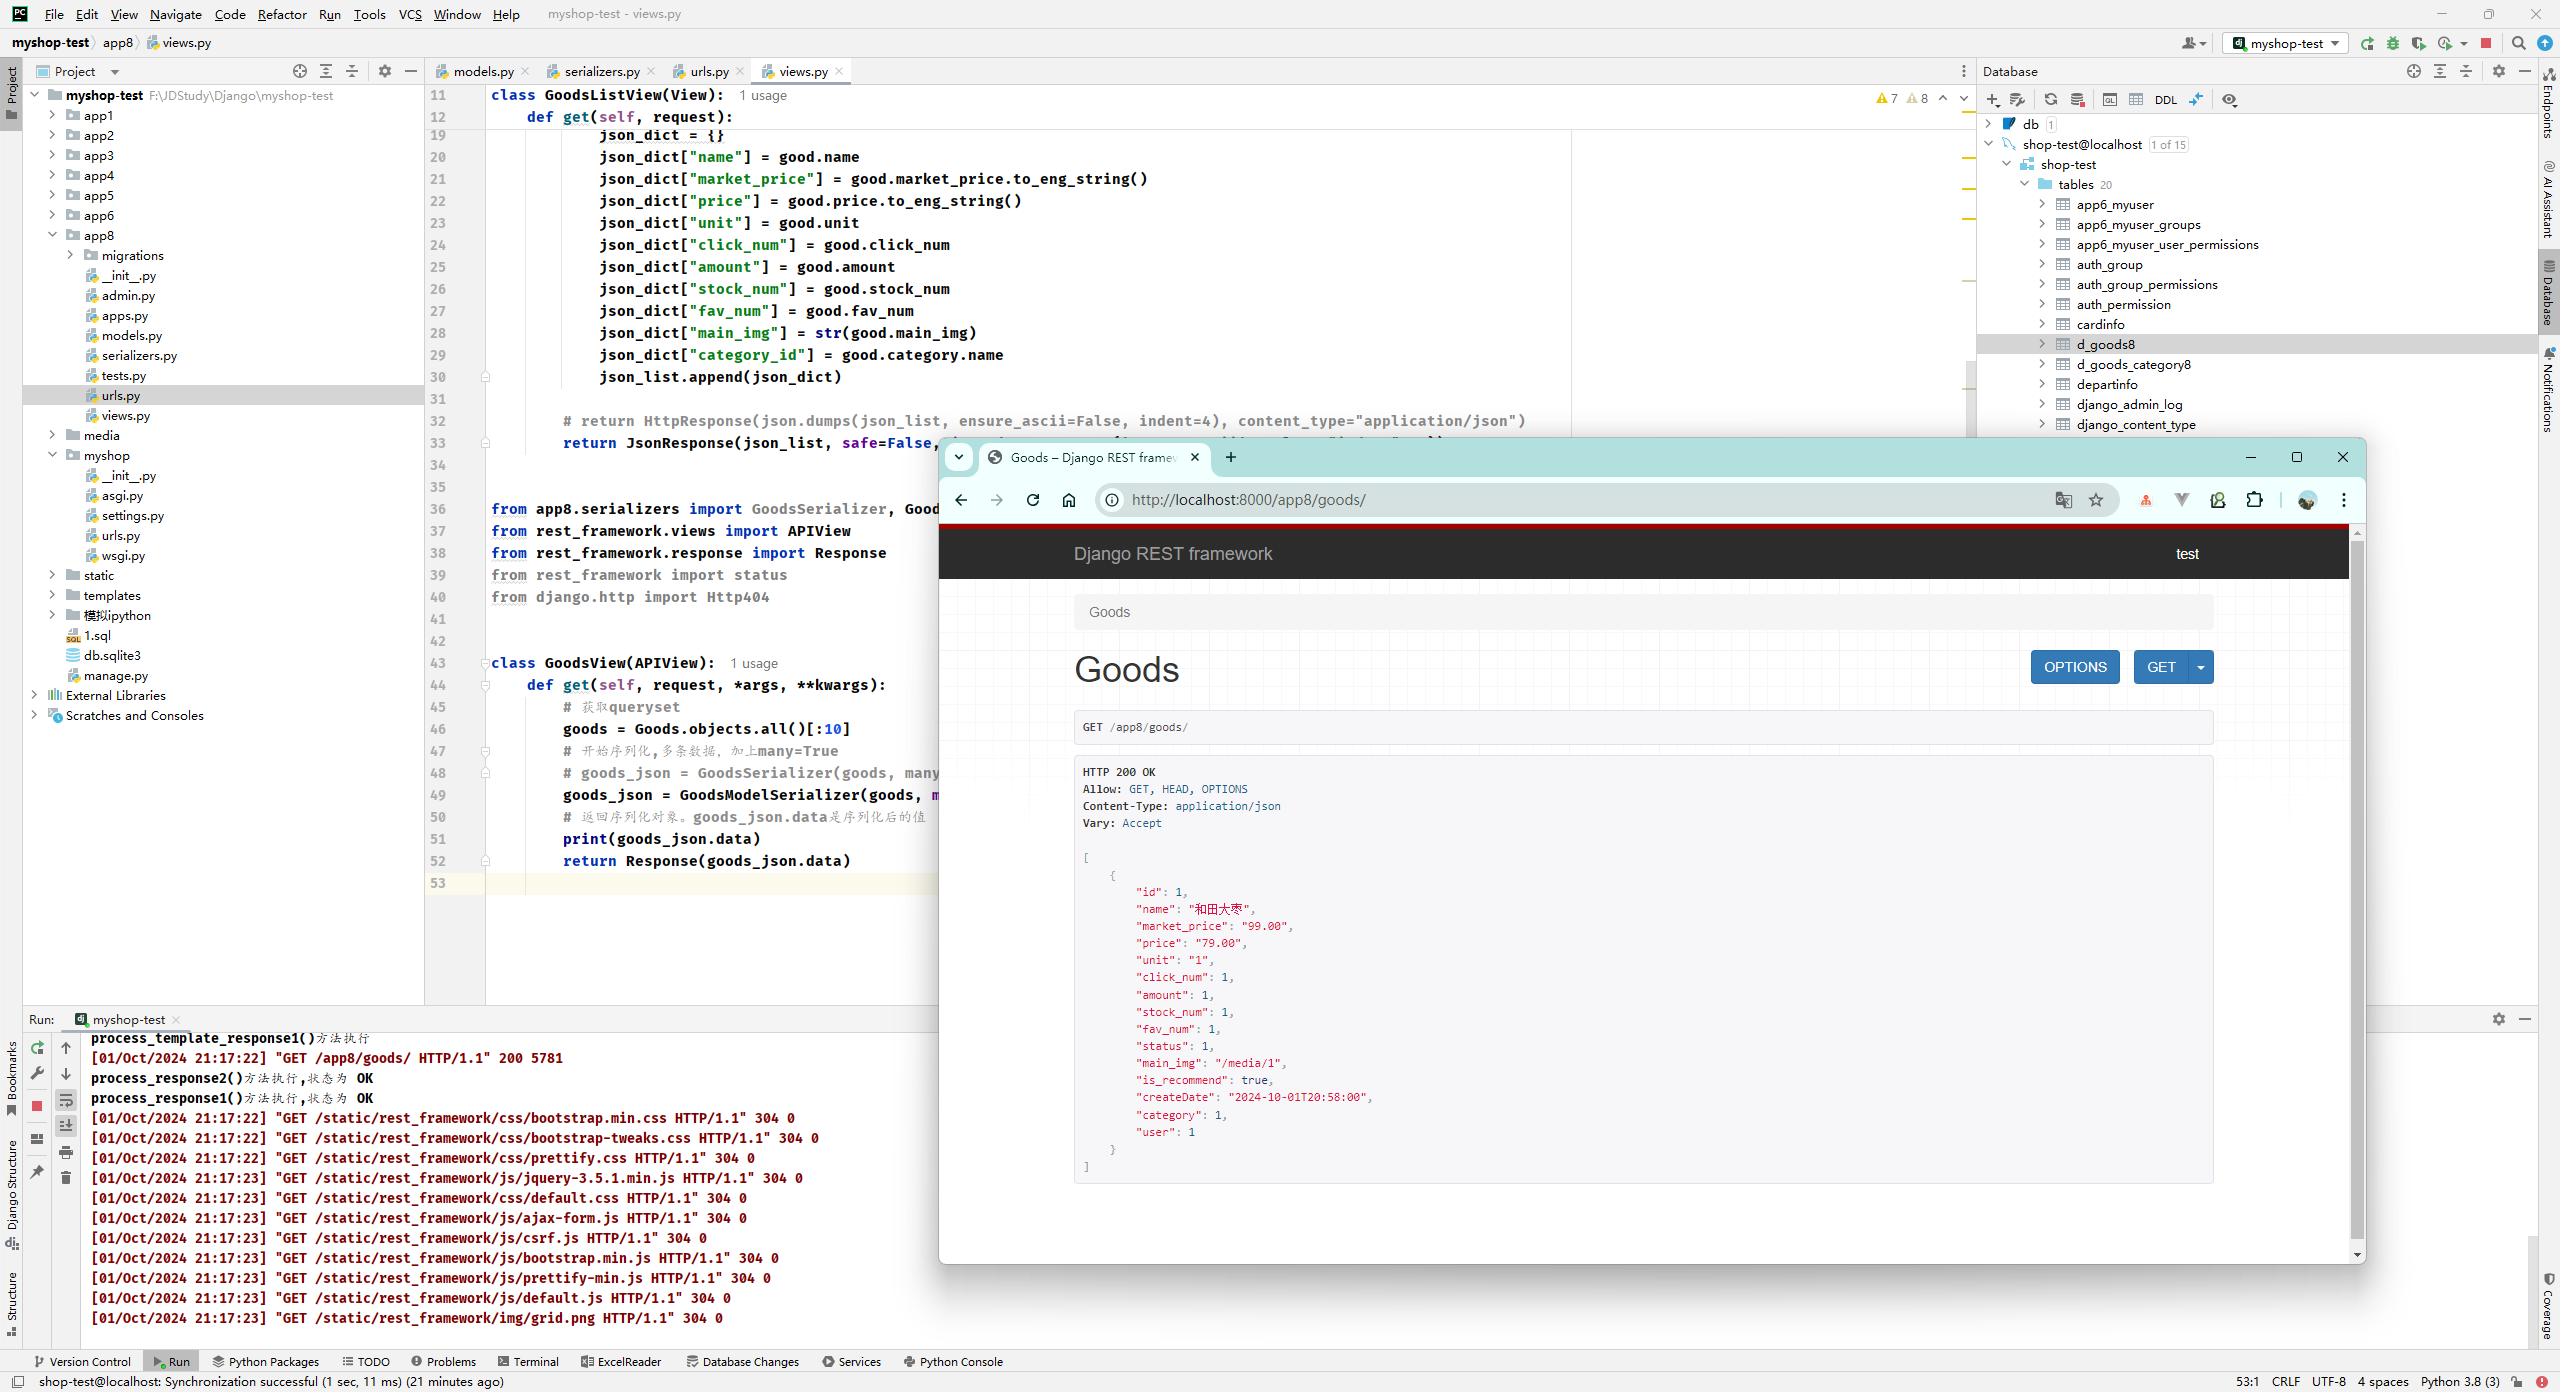 File Edit View Navigate Code Refactor Run Tools VCS Window Help myshop-test - views.py
myshop-test app8 views.py
myshop-test
Project
models.py serializers.py urls.py views.py
Database
Project
myshop-test F:\JDStudy\Django\myshop-test
app1
app2
app3
app4
app5
app6
app8
migrations
__init__.py
admin.py
apps.py
models.py
serializers.py
tests.py
urls.py
views.py
media
myshop
__init__.py
asgi.py
settings.py
urls.py
wsgi.py
static
templates
模拟ipython
1.sql
db.sqlite3
manage.py
External Libraries
Scratches and Consoles
11 class GoodsListView(View): 1 usage
7 8
12 def get(self, request):
19 json_dict = {}
20 json_dict["name"] = good.name
21 json_dict["market_price"] = good.market_price.to_eng_string()
22 json_dict["price"] = good.price.to_eng_string()
23 json_dict["unit"] = good.unit
24 json_dict["click_num"] = good.click_num
25 json_dict["amount"] = good.amount
26 json_dict["stock_num"] = good.stock_num
27 json_dict["fav_num"] = good.fav_num
28 json_dict["main_img"] = str(good.main_img)
29 json_dict["category_id"] = good.category.name
30 json_list.append(json_dict)
31
32 # return HttpResponse(json.dumps(json_list, ensure_ascii=False, indent=4), content_type="application/json")
33 return JsonResponse(json_list, safe=False,
34
35
36 from app8.serializers import GoodsSerializer, Good
37 from rest_framework.views import APIView
38 from rest_framework.response import Response
39 from rest_framework import status
40 from django.http import Http404
41
42
43 class GoodsView(APIView): 1 usage
44 def get(self, request, *args, **kwargs):
45 # 获取queryset
46 goods = Goods.objects.all()[:10]
47 # 开始序列化,多条数据, 加上many=True
48 # goods_json = GoodsSerializer(goods, many
49 goods_json = GoodsModelSerializer(goods, m
50 # 返回序列化对象。goods_json.data是序列化后的值
51 print(goods_json.data)
52 return Response(goods_json.data)
53
DDL
db 1
shop-test@localhost 1 of 15
shop-test
tables 20
app6_myuser
app6_myuser_groups
app6_myuser_user_permissions
auth_group
auth_group_permissions
auth_permission
cardinfo
d_goods8
d_goods_category8
departinfo
django_admin_log
django_content_type
Endpoints
AI Assistant
Database
Notifications
Coverage
Goods – Django REST framew
http://localhost:8000/app8/goods/
Django REST framework
test
Goods
Goods
OPTIONS GET
GET /app8/goods/
HTTP 200 OK
Allow: GET, HEAD, OPTIONS
Content-Type: application/json
Vary: Accept
[
{
"id": 1,
"name": "和田大枣",
"market_price": "99.00",
"price": "79.00",
"unit": "1",
"click_num": 1,
"amount": 1,
"stock_num": 1,
"fav_num": 1,
"status": 1,
"main_img": "/media/1",
"is_recommend": true,
"createDate": "2024-10-01T20:58:00",
"category": 1,
"user": 1
}
]
Bookmarks
Django Structure
Structure
Run: myshop-test
process_template_response1()方法执行
[01/Oct/2024 21:17:22] "GET /app8/goods/ HTTP/1.1" 200 5781
process_response2()方法执行,状态为 OK
process_response1()方法执行,状态为 OK
[01/Oct/2024 21:17:22] "GET /static/rest_framework/css/bootstrap.min.css HTTP/1.1" 304 0
[01/Oct/2024 21:17:22] "GET /static/rest_framework/css/bootstrap-tweaks.css HTTP/1.1" 304 0
[01/Oct/2024 21:17:22] "GET /static/rest_framework/css/prettify.css HTTP/1.1" 304 0
[01/Oct/2024 21:17:23] "GET /static/rest_framework/js/jquery-3.5.1.min.js HTTP/1.1" 304 0
[01/Oct/2024 21:17:23] "GET /static/rest_framework/css/default.css HTTP/1.1" 304 0
[01/Oct/2024 21:17:23] "GET /static/rest_framework/js/ajax-form.js HTTP/1.1" 304 0
[01/Oct/2024 21:17:23] "GET /static/rest_framework/js/csrf.js HTTP/1.1" 304 0
[01/Oct/2024 21:17:23] "GET /static/rest_framework/js/bootstrap.min.js HTTP/1.1" 304 0
[01/Oct/2024 21:17:23] "GET /static/rest_framework/js/prettify-min.js HTTP/1.1" 304 0
[01/Oct/2024 21:17:23] "GET /static/rest_framework/js/default.js HTTP/1.1" 304 0
[01/Oct/2024 21:17:23] "GET /static/rest_framework/img/grid.png HTTP/1.1" 304 0
Version Control Run Python Packages TODO Problems Terminal ExcelReader Database Changes Services Python Console
shop-test@localhost: Synchronization successful (1 sec, 11 ms) (21 minutes ago)
53:1 CRLF UTF-8 4 spaces Python 3.8 (3)